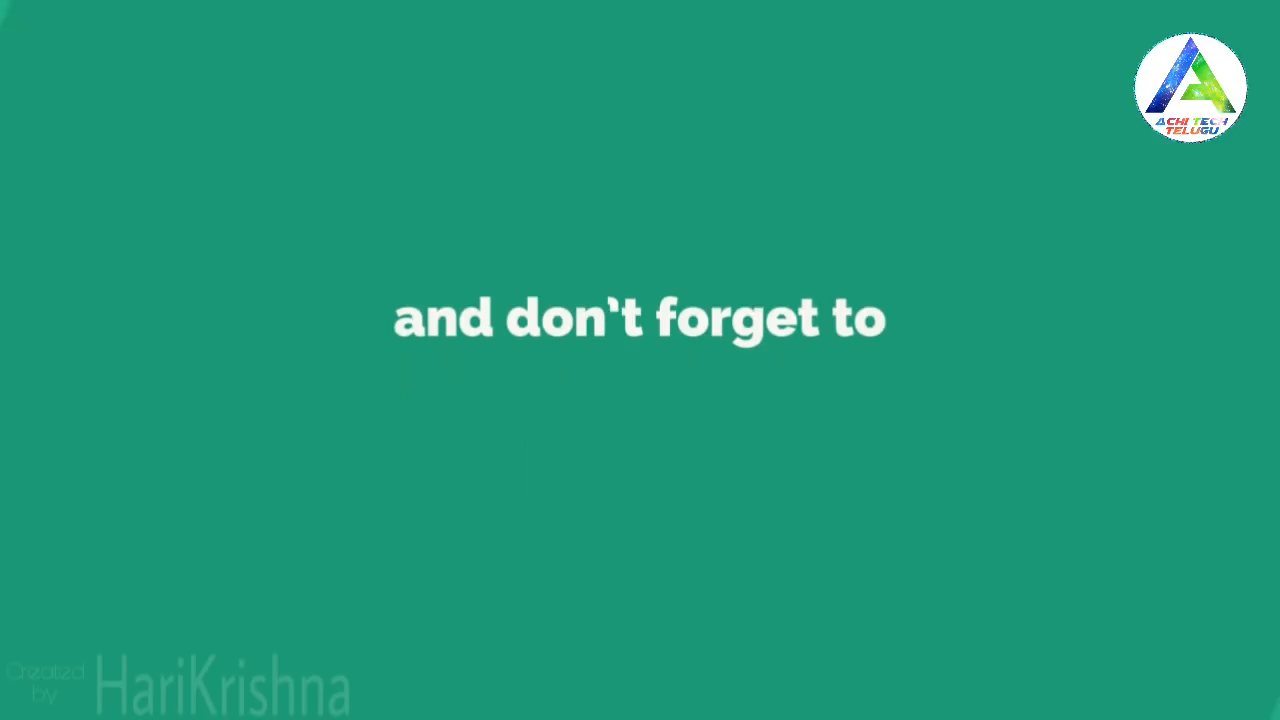 ACHI TECH
TELUGU
and don't forget to
Created
by
HariKrishna